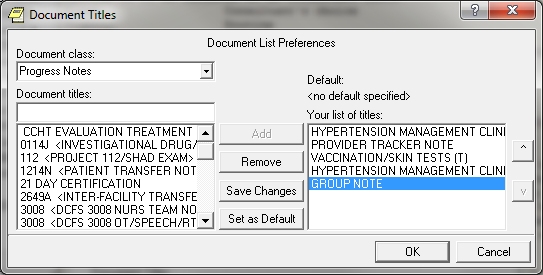 Document Titles
Document List Preferences
Document class:
Progress Notes
Default:
<no default specified>
Document titles:
Your list of titles:
CCHT EVALUATION TREATMENT
0114J <INVESTIGATIONAL DRUG/
112 <PROJECT 112/SHAD EXAM>
1214N <PATIENT TRANSFER NOT
21 DAY CERTIFICATION
2649A <INTER-FACILITY TRANSFE
3008 <DCFS 3008 NURS TEAM NO
3008 <DCFS 3008 OT/SPEECH/RT
Add
Remove
Save Changes
Set as Default
HYPERTENSION MANAGEMENT CLINI
PROVIDER TRACKER NOTE
VACCINATION/SKIN TESTS (T)
HYPERTENSION MANAGEMENT CLINI
GROUP NOTE
^
v
OK
Cancel